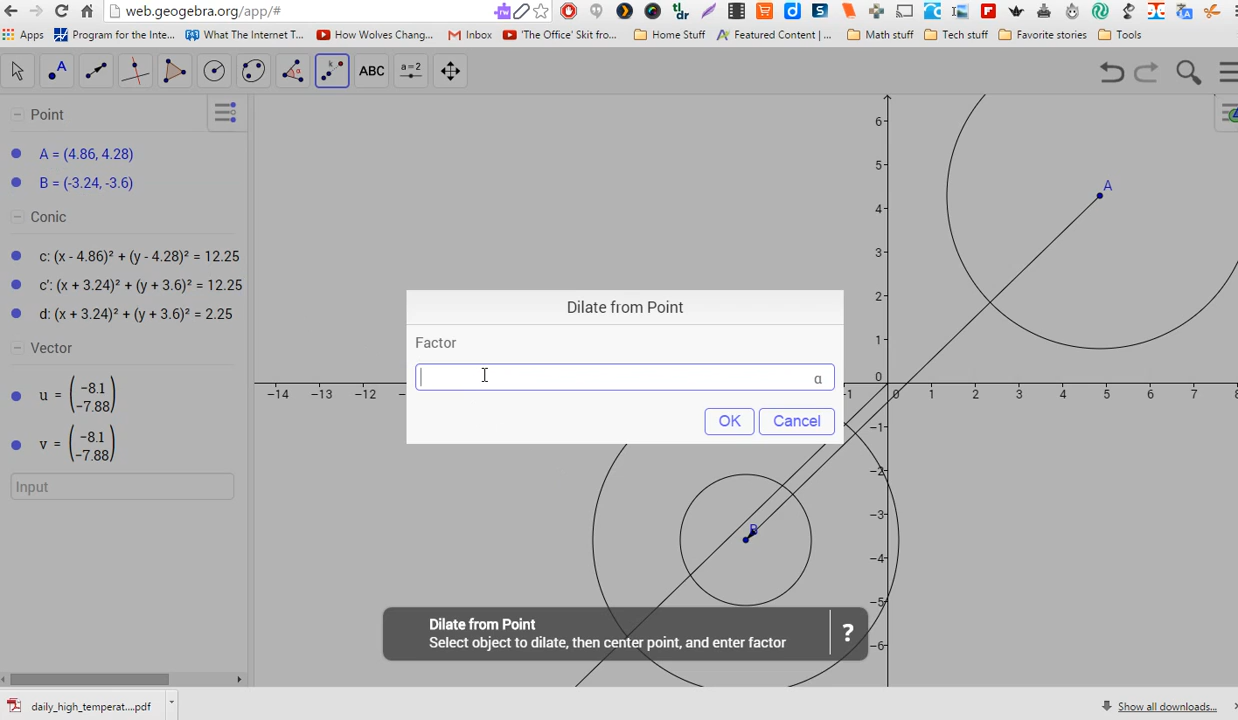 web.geogebra.org/app/#
Apps Program for the Inte... What The Internet T... How Wolves Chang... Inbox 'The Office' Skit fro... Home Stuff Featured Content | ... Math stuff Tech stuff Favorite stories Tools
A k ABC a=2
Point
A = (4.86, 4.28)
B = (-3.24, -3.6)
Conic
c: (x - 4.86)² + (y - 4.28)² = 12.25
c': (x + 3.24)² + (y + 3.6)² = 12.25
d: (x + 3.24)² + (y + 3.6)² = 2.25
Vector
u = (−8.1
−7.88)
v = (−8.1
−7.88)
Input
6
5
4
3
2
1
0
−1
−2
−3
−4
−5
−6
−14 −13 −12 −1 0 1 2 3 4 5 6 7 8
A
B
Dilate from Point
Factor
α
OK Cancel
Dilate from Point
Select object to dilate, then center point, and enter factor
?
daily_high_temperat....pdf
Show all downloads...